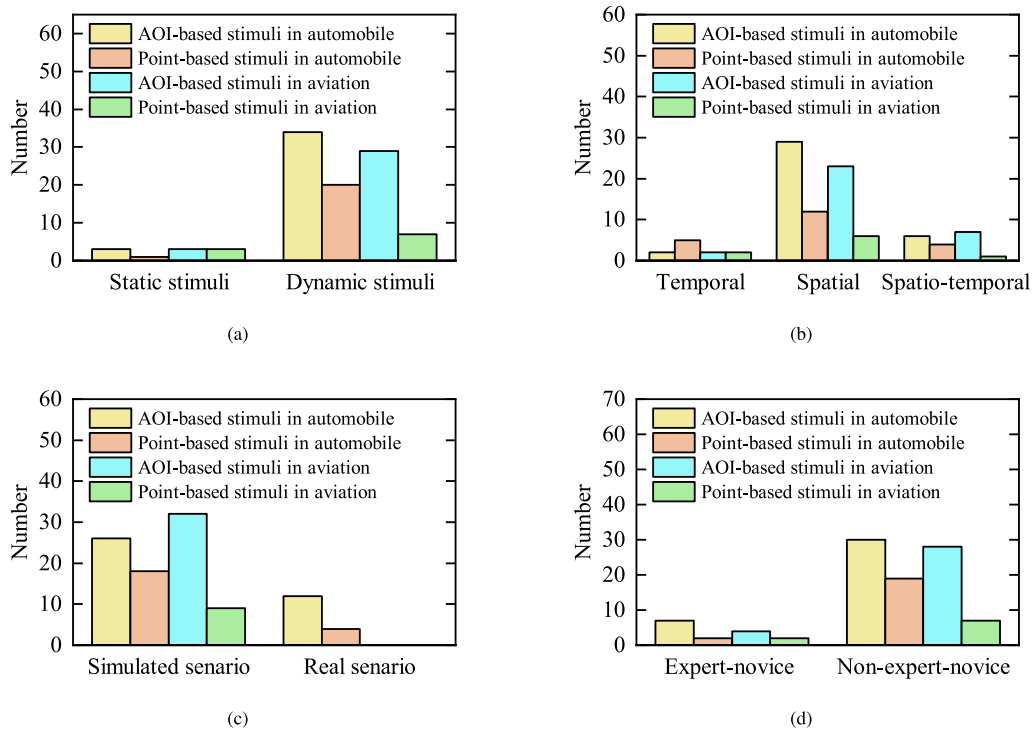 60
50
40
30
20
10
0
Number
AOI-based stimuli in automobile
Point-based stimuli in automobile
AOI-based stimuli in aviation
Point-based stimuli in aviation
Static stimuli
Dynamic stimuli
(a)
60
50
40
30
20
10
0
Number
AOI-based stimuli in automobile
Point-based stimuli in automobile
AOI-based stimuli in aviation
Point-based stimuli in aviation
Temporal
Spatial
Spatio-temporal
(b)
60
50
40
30
20
10
0
Number
AOI-based stimuli in automobile
Point-based stimuli in automobile
AOI-based stimuli in aviation
Point-based stimuli in aviation
Simulated senario
Real senario
(c)
70
60
50
40
30
20
10
0
Number
AOI-based stimuli in automobile
Point-based stimuli in automobile
AOI-based stimuli in aviation
Point-based stimuli in aviation
Expert-novice
Non-expert-novice
(d)